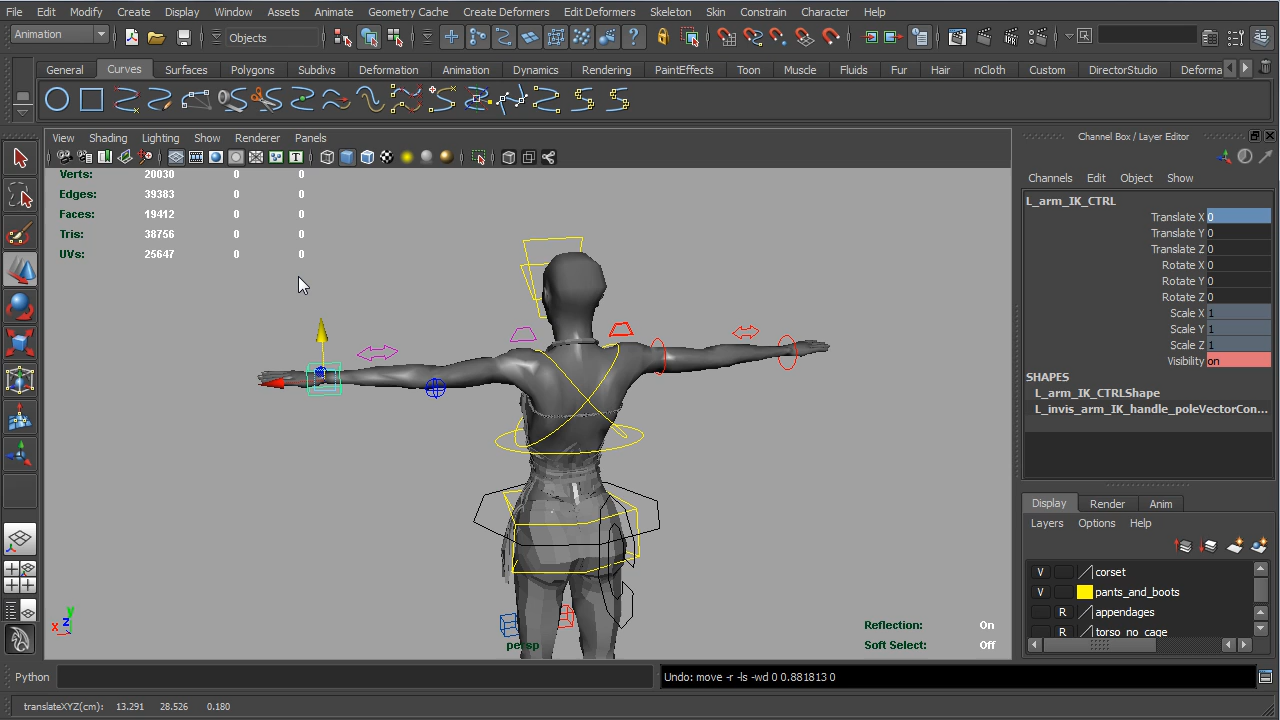 File Edit Modify Create Display Window Assets Animate Geometry Cache Create Deformers Edit Deformers Skeleton Skin Constrain Character Help
Animation Objects ?
General Curves Surfaces Polygons Subdivs Deformation Animation Dynamics Rendering PaintEffects Toon Muscle Fluids Fur Hair nCloth Custom DirectorStudio Deforma
View Shading Lighting Show Renderer Panels
Verts: 20030 0 0
Edges: 39383 0 0
Faces: 19412 0 0
Tris: 38756 0 0
UVs: 25647 0 0
y
x z
persp
Reflection: On
Soft Select: Off
Channel Box / Layer Editor
Channels Edit Object Show
L_arm_IK_CTRL
Translate X 0
Translate Y 0
Translate Z 0
Rotate X 0
Rotate Y 0
Rotate Z 0
Scale X 1
Scale Y 1
Scale Z 1
Visibility on
SHAPES
L_arm_IK_CTRLShape
L_invis_arm_IK_handle_poleVectorCon...
Display Render Anim
Layers Options Help
V corset
V pants_and_boots
R appendages
R torso_no_cage
Python
Undo: move -r -ls -wd 0 0.881813 0
translateXYZ(cm): 13.291 28.526 0.180